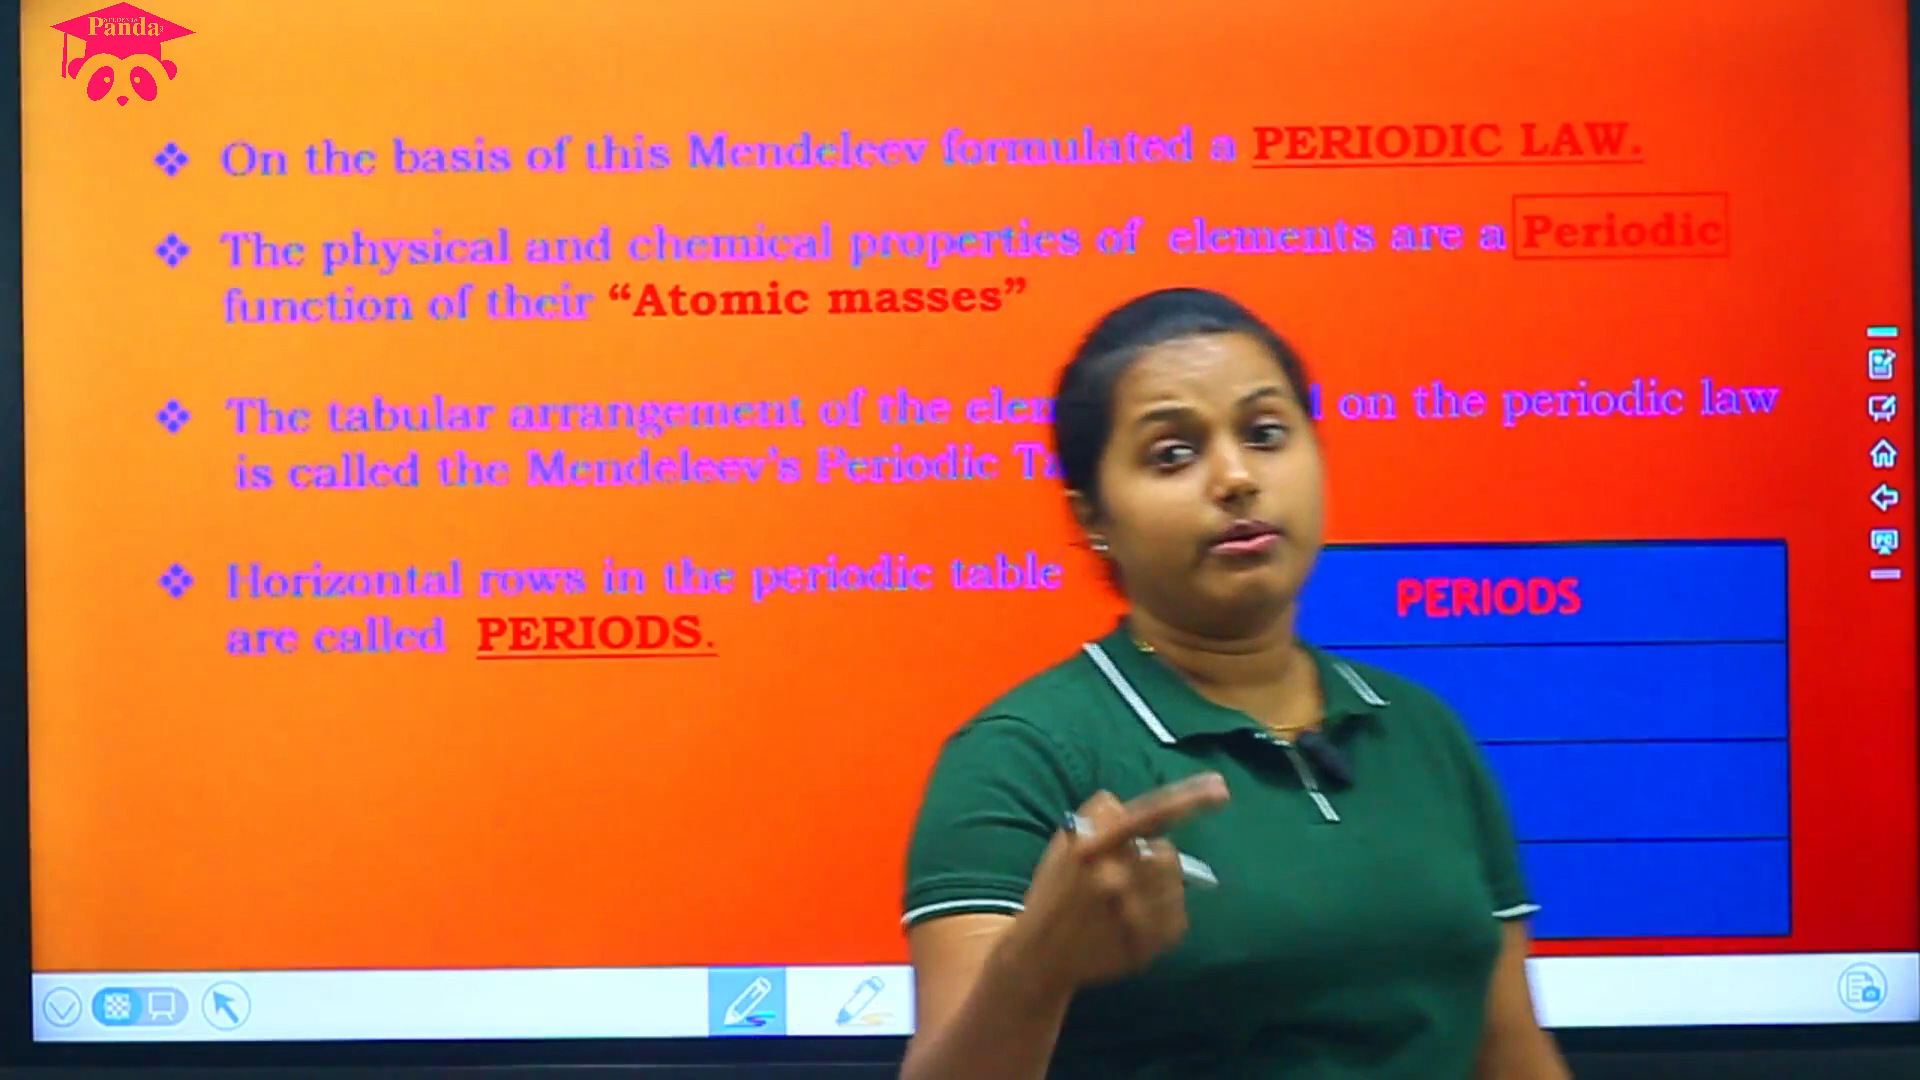 Panda
❖ On the basis of this Mendeleev formulated a PERIODIC LAW.
❖ The physical and chemical properties of elements are a Periodic
function of their “Atomic masses”
❖ The tabular arrangement of the on the periodic law
is called the Mendeleev's Periodic
❖ Horizontal rows in the periodic table
are called PERIODS.
PERIODS